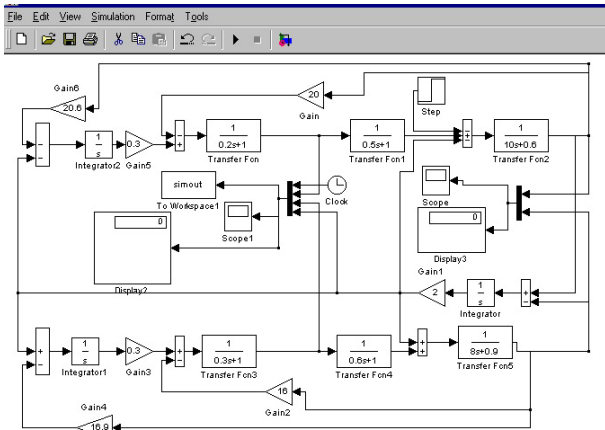 File Edit View Simulation Format Tools
Gain6
20.6
20
Gain
Step
1
s
Integrator2
0.3
Gain5
1
0.2s+1
Transfer Fcn
1
0.5s+1
Transfer Fcn1
1
10s+0.6
Transfer Fcn2
simout
To Workspace1
Scope1
Clock
Scope
0
Display2
0
Display3
Gain1
2
1
s
Integrator
1
s
Integrator1
0.3
Gain3
1
0.3s+1
Transfer Fcn3
1
0.6s+1
Transfer Fcn4
1
8s+0.9
Transfer Fcn5
16
Gain2
Gain4
16.9